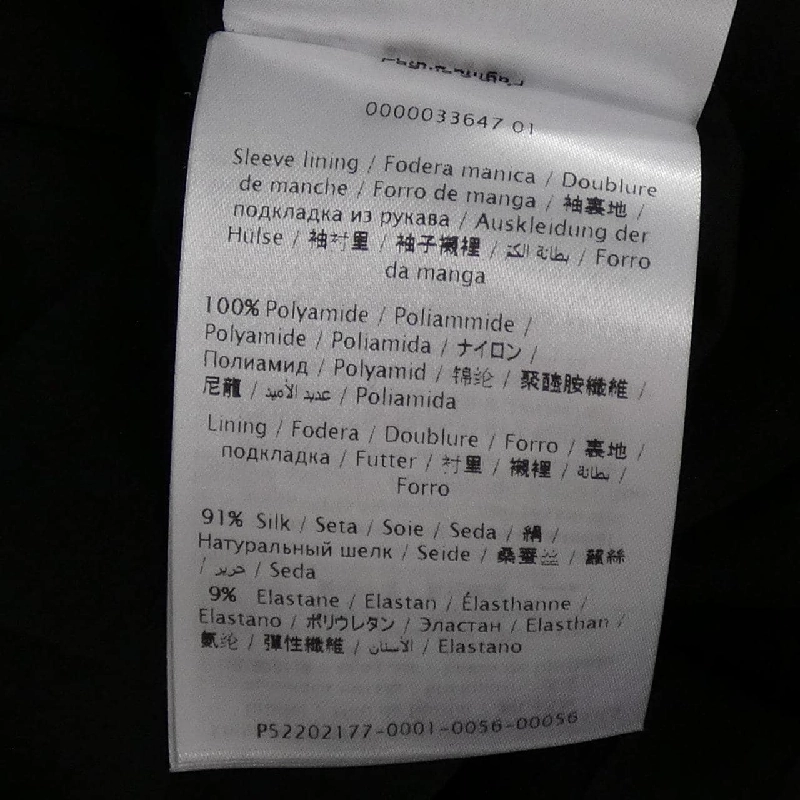 0000033647 01
Sleeve lining / Fodera manica / Doublure
de manche / Forro de manga / 袖裏地 /
подкладка из рукава / Auskleidung der
Hülse / 袖衬里 / 袖子襯裡 / بطانة الكم / Forro
da manga
100% Polyamide / Poliammide /
Polyamide / Poliamida / ナイロン /
Полиамид / Polyamid / 锦纶 / 聚醯胺纖維 /
尼龍 / عديد الأميد / Poliamida
Lining / Fodera / Doublure / Forro / 裏地 /
подкладка / Futter / 衬里 / 襯裡 / بطانة /
Forro
91% Silk / Seta / Soie / Seda / 絹 /
Натуральный шелк / Seide / 桑蚕丝 / 蠶絲
/ حرير / Seda
9% Elastane / Elastan / Élasthanne /
Elastano / ポリウレタン / Эластан / Elasthan /
氨纶 / 彈性纖維 / الأستان / Elastano
P52202177-0001-0056-00056